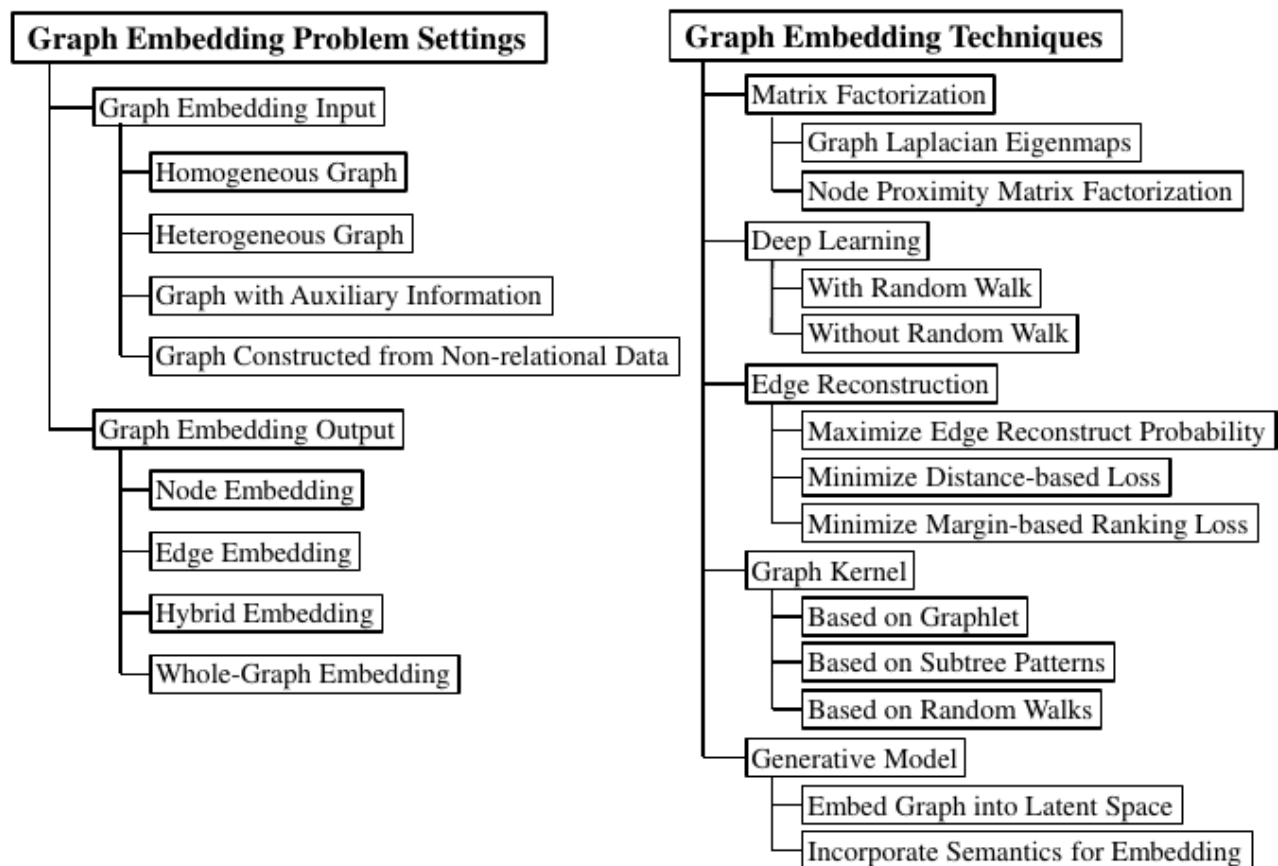 Graph Embedding Problem Settings
Graph Embedding Input
Homogeneous Graph
Heterogeneous Graph
Graph with Auxiliary Information
Graph Constructed from Non-relational Data
Graph Embedding Output
Node Embedding
Edge Embedding
Hybrid Embedding
Whole-Graph Embedding
Graph Embedding Techniques
Matrix Factorization
Graph Laplacian Eigenmaps
Node Proximity Matrix Factorization
Deep Learning
With Random Walk
Without Random Walk
Edge Reconstruction
Maximize Edge Reconstruct Probability
Minimize Distance-based Loss
Minimize Margin-based Ranking Loss
Graph Kernel
Based on Graphlet
Based on Subtree Patterns
Based on Random Walks
Generative Model
Embed Graph into Latent Space
Incorporate Semantics for Embedding